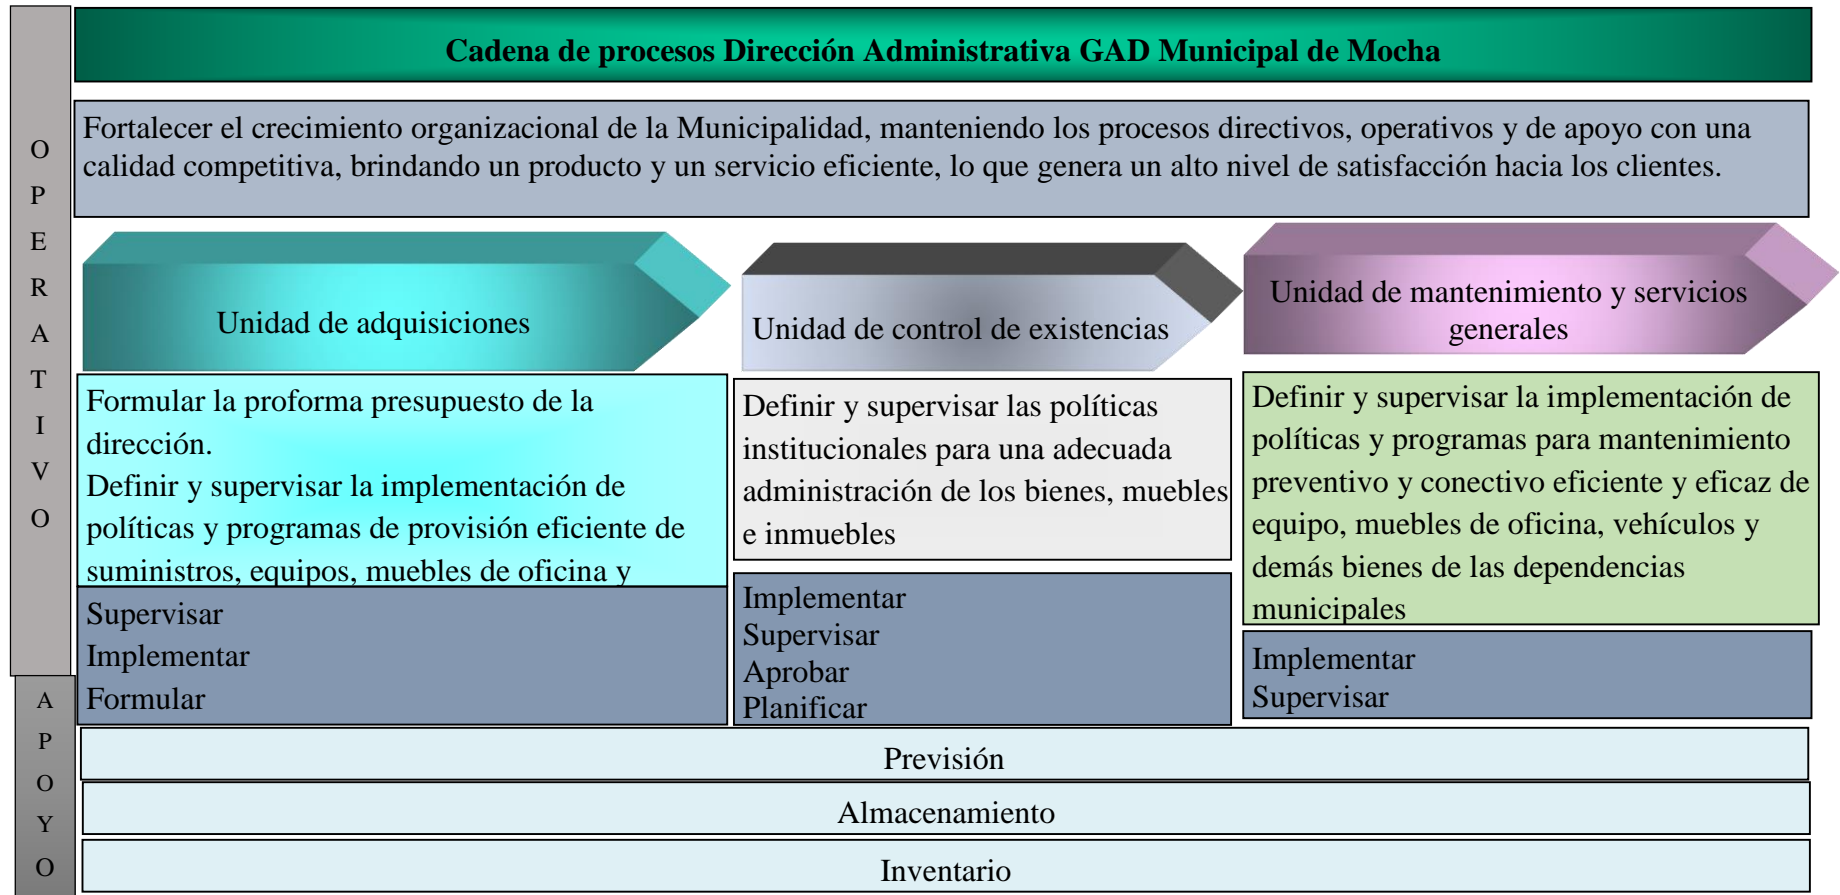 Cadena de procesos Dirección Administrativa GAD Municipal de Mocha
O
P
E
R
A
T
I
V
O
Fortalecer el crecimiento organizacional de la Municipalidad, manteniendo los procesos directivos, operativos y de apoyo con una
calidad competitiva, brindando un producto y un servicio eficiente, lo que genera un alto nivel de satisfacción hacia los clientes.
Unidad de adquisiciones
Formular la proforma presupuesto de la
dirección.
Definir y supervisar la implementación de
políticas y programas de provisión eficiente de
suministros, equipos, muebles de oficina y
Supervisar
Implementar
Formular
Unidad de control de existencias
Definir y supervisar las políticas
institucionales para una adecuada
administración de los bienes, muebles
e inmuebles
Implementar
Supervisar
Aprobar
Planificar
Unidad de mantenimiento y servicios
generales
Definir y supervisar la implementación de
políticas y programas para mantenimiento
preventivo y conectivo eficiente y eficaz de
equipo, muebles de oficina, vehículos y
demás bienes de las dependencias
municipales
Implementar
Supervisar
A
P
O
Y
O
Previsión
Almacenamiento
Inventario